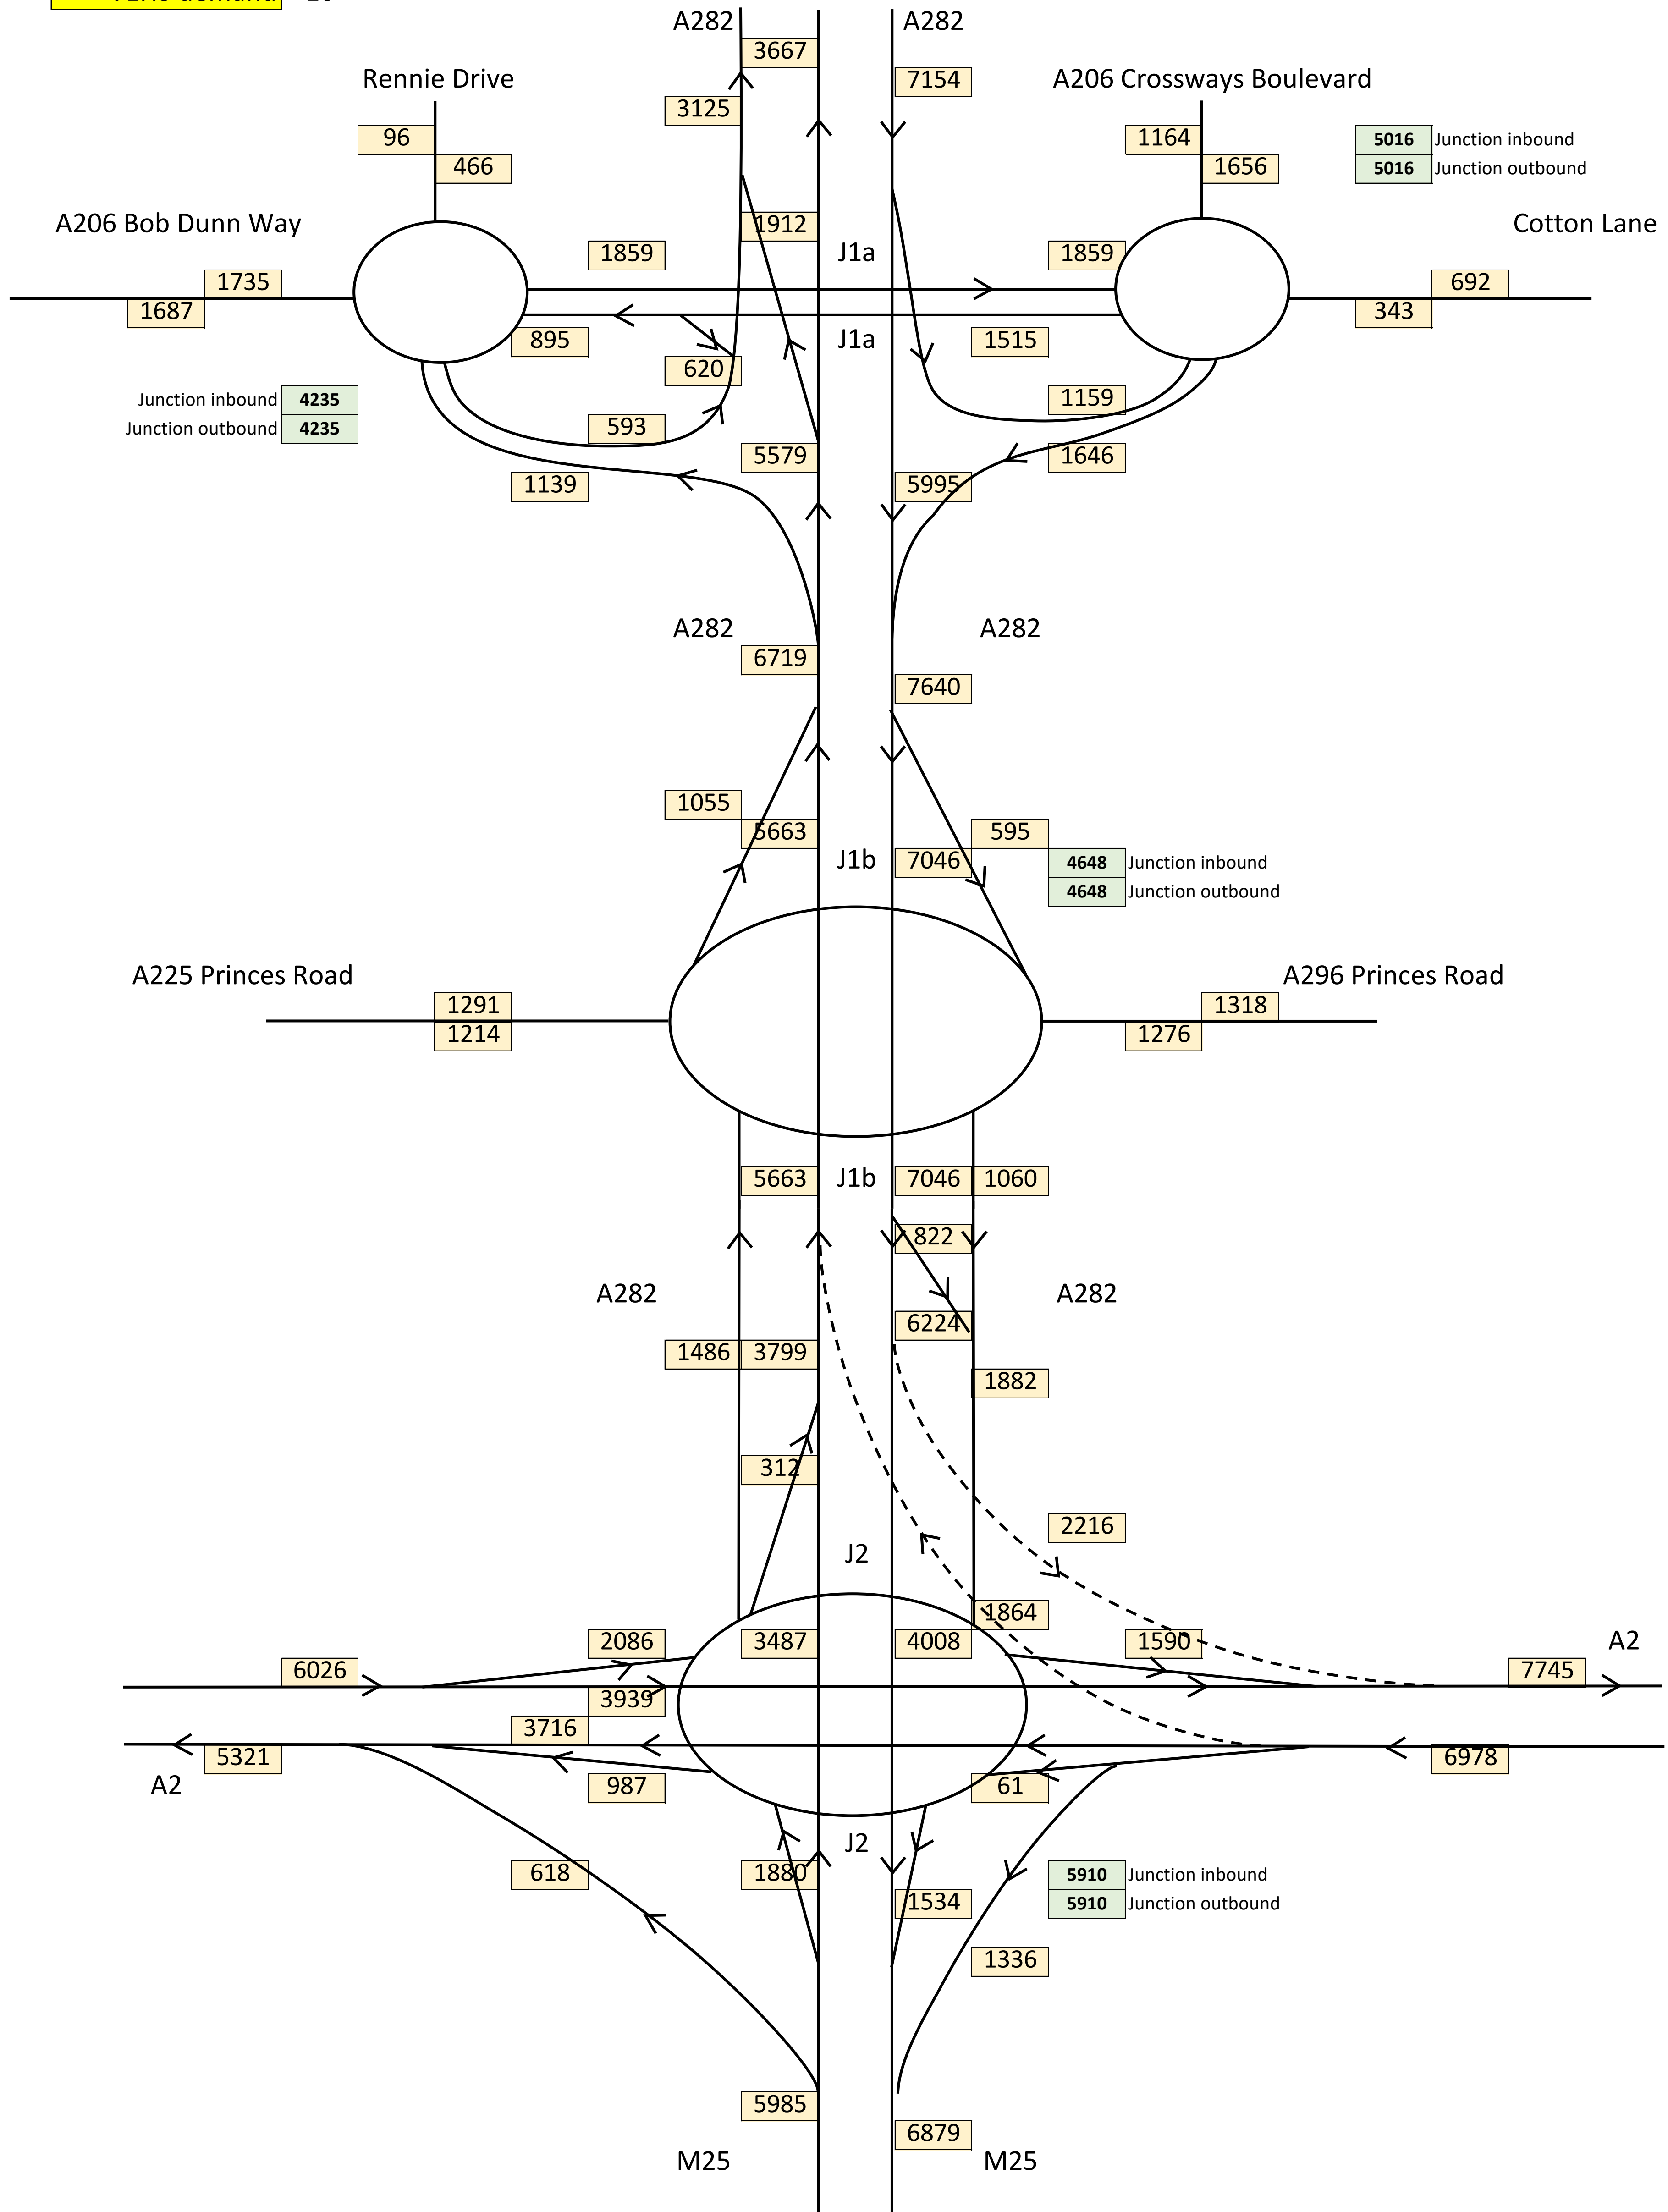 A282
A282
3667
7154
Rennie Drive
A206 Crossways Boulevard
3125
96
1164
5016 Junction inbound
466
1656
5016 Junction outbound
A206 Bob Dunn Way
1912
Cotton Lane
1859
J1a
1859
1735
692
1687
343
895
J1a
1515
620
Junction inbound 4235
1159
Junction outbound 4235
593
5579
1646
1139
5995
A282
A282
6719
7640
1055
5663
595
J1b
7046
4648 Junction inbound
4648 Junction outbound
A225 Princes Road
A296 Princes Road
1291
1318
1214
1276
5663
J1b
7046
1060
822
A282
A282
6224
1486
3799
1882
312
2216
J2
1864
2086
3487
4008
1590
A2
6026
7745
3939
3716
5321
6978
A2
987
61
J2
618
1880
5910 Junction inbound
1534
5910 Junction outbound
1336
5985
6879
M25
M25